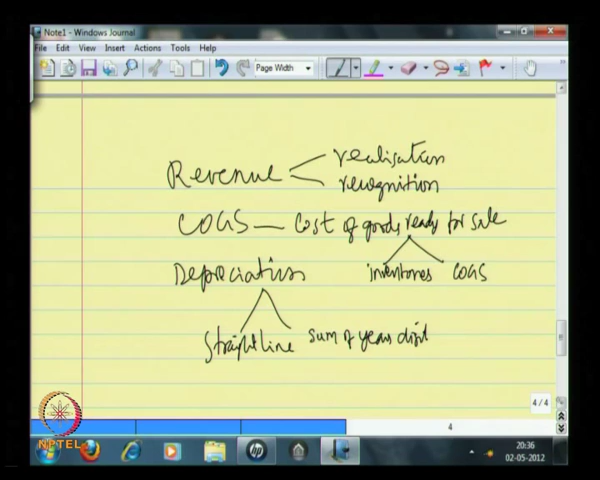 Note1 - Windows Journal
File Edit View Insert Actions Tools Help
Page Width
Revenue
realisation
recognition
COGS — Cost of goods ready for sale
inventories COGS
Depreciation
Straight line sum of years digit
4/4
4
NPTEL
hp
20:36
02-05-2012